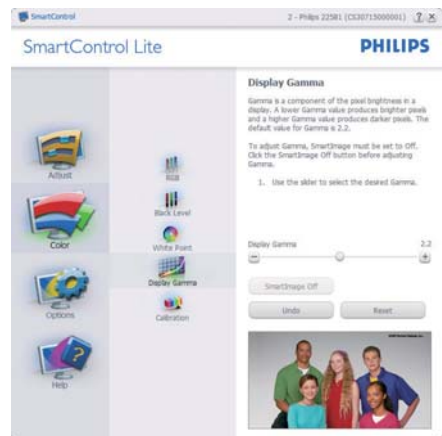 SmartControl
2 - Philips 225B1 (CS30715000001)
SmartControl Lite
PHILIPS
Adjust
Color
Options
Help
RGB
Black Level
White Point
Display Gamma
Calibration
Display Gamma
Gamma is a component of the pixel brightness in a
display. A lower Gamma value produces brighter pixels
and a higher Gamma value produces darker pixels. The
default value for Gamma is 2.2.
To adjust Gamma, SmartImage must be set to Off.
Click the SmartImage Off button before adjusting
Gamma.
1. Use the slider to select the desired Gamma.
Display Gamma
2.2
SmartImage Off
Undo
Reset